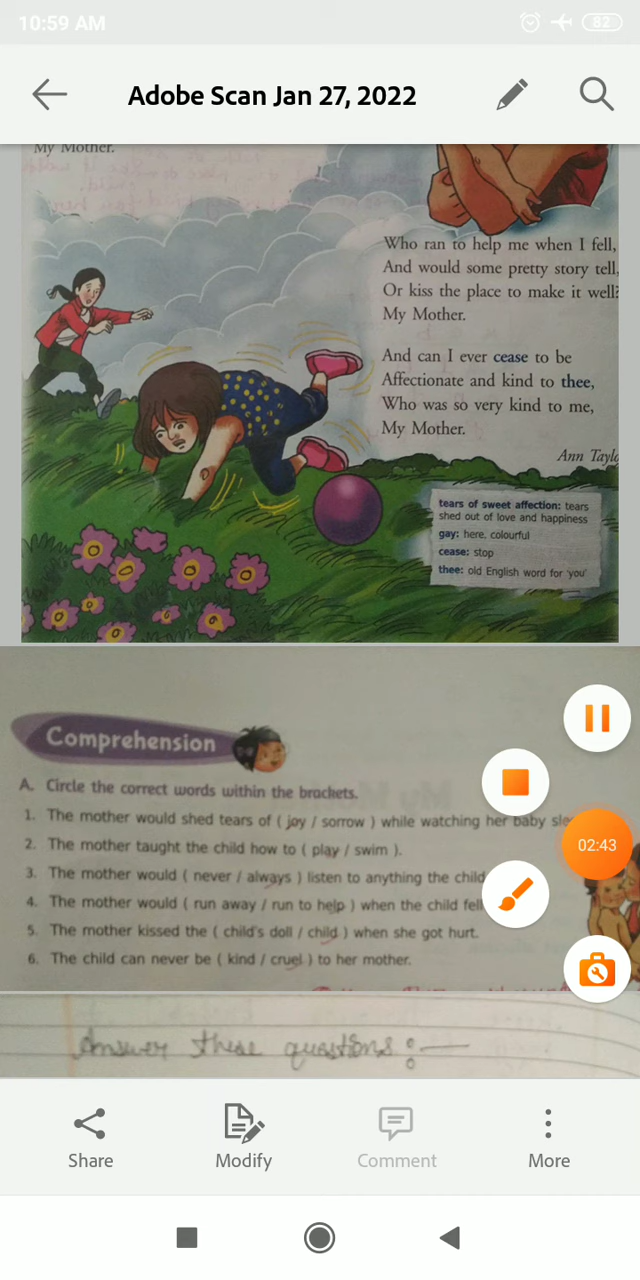 10:59 AM
82
Adobe Scan Jan 27, 2022
My Mother.
Who ran to help me when I fell,
And would some pretty story tell,
Or kiss the place to make it well?
My Mother.
And can I ever cease to be
Affectionate and kind to thee,
Who was so very kind to me,
My Mother.
Ann Taylo
tears of sweet affection: tears
shed out of love and happiness
gay: here, colourful
cease: stop
thee: old English word for 'you'
Comprehension
A. Circle the correct words within the brackets.
1. The mother would shed tears of ( joy / sorrow ) while watching her baby sle
2. The mother taught the child how to ( play / swim ).
3. The mother would ( never / always ) listen to anything the child
4. The mother would ( run away / run to help ) when the child fell
5. The mother kissed the ( child's doll / child ) when she got hurt.
6. The child can never be ( kind / cruel ) to her mother.
02:43
Answer these questions :—
Share
Modify
Comment
More